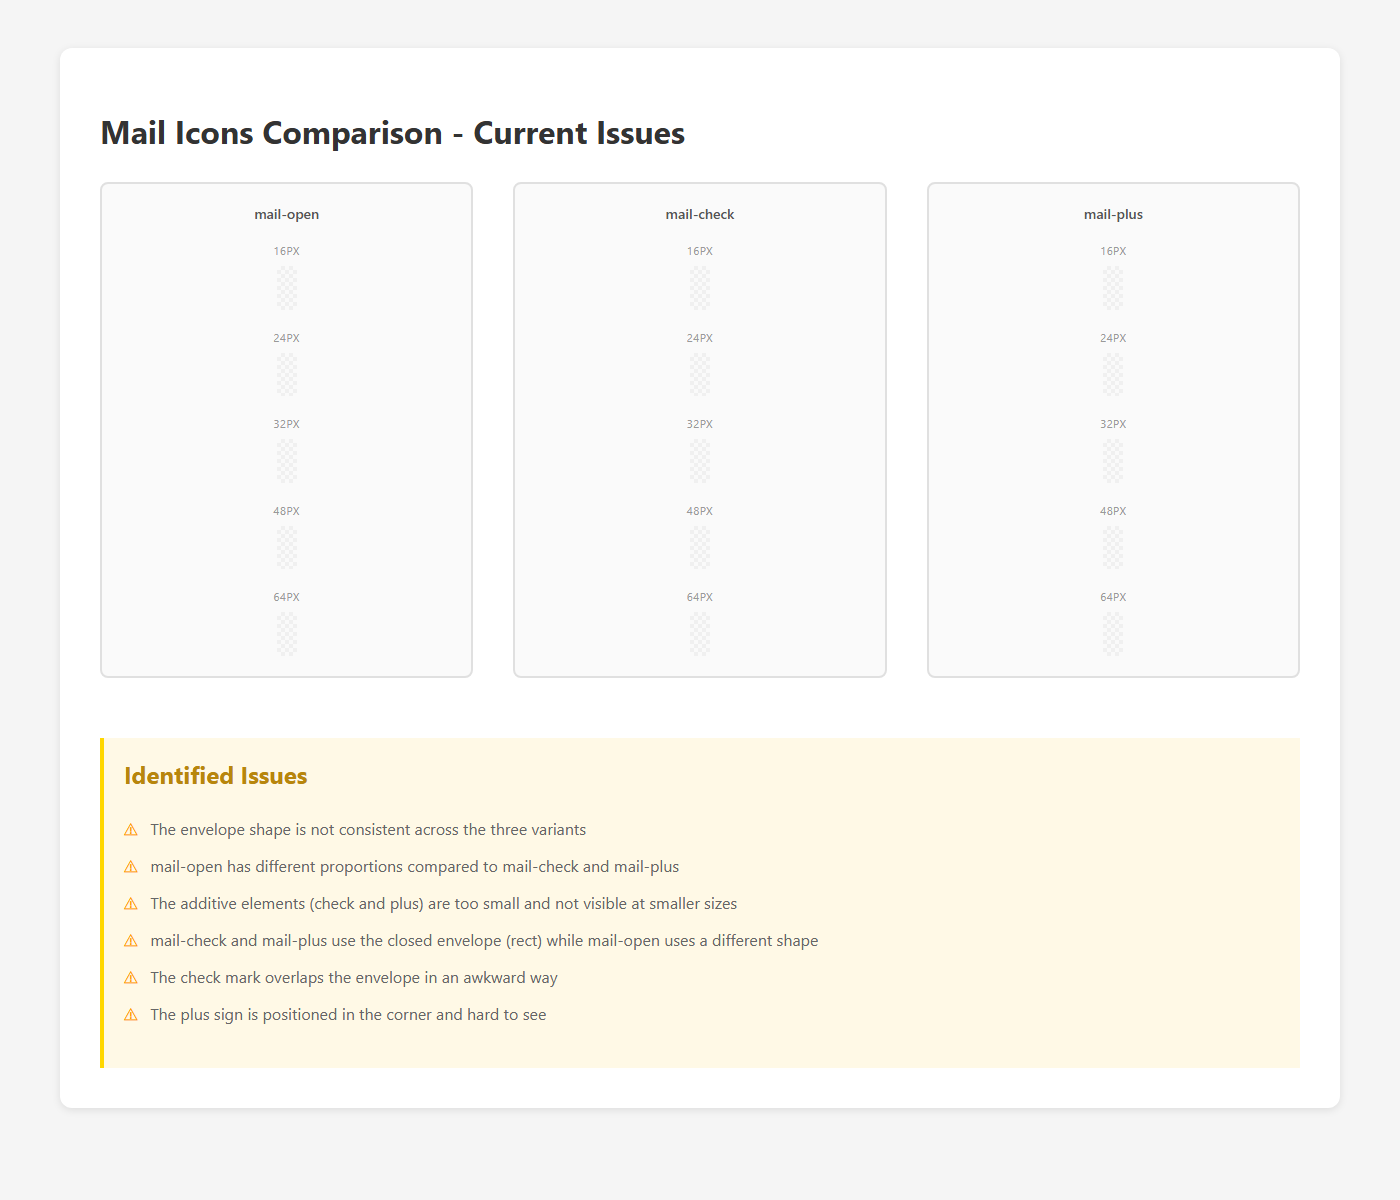 Mail Icons Comparison - Current Issues
mail-open
16PX
24PX
32PX
48PX
64PX
mail-check
16PX
24PX
32PX
48PX
64PX
mail-plus
16PX
24PX
32PX
48PX
64PX
Identified Issues
⚠ The envelope shape is not consistent across the three variants
⚠ mail-open has different proportions compared to mail-check and mail-plus
⚠ The additive elements (check and plus) are too small and not visible at smaller sizes
⚠ mail-check and mail-plus use the closed envelope (rect) while mail-open uses a different shape
⚠ The check mark overlaps the envelope in an awkward way
⚠ The plus sign is positioned in the corner and hard to see